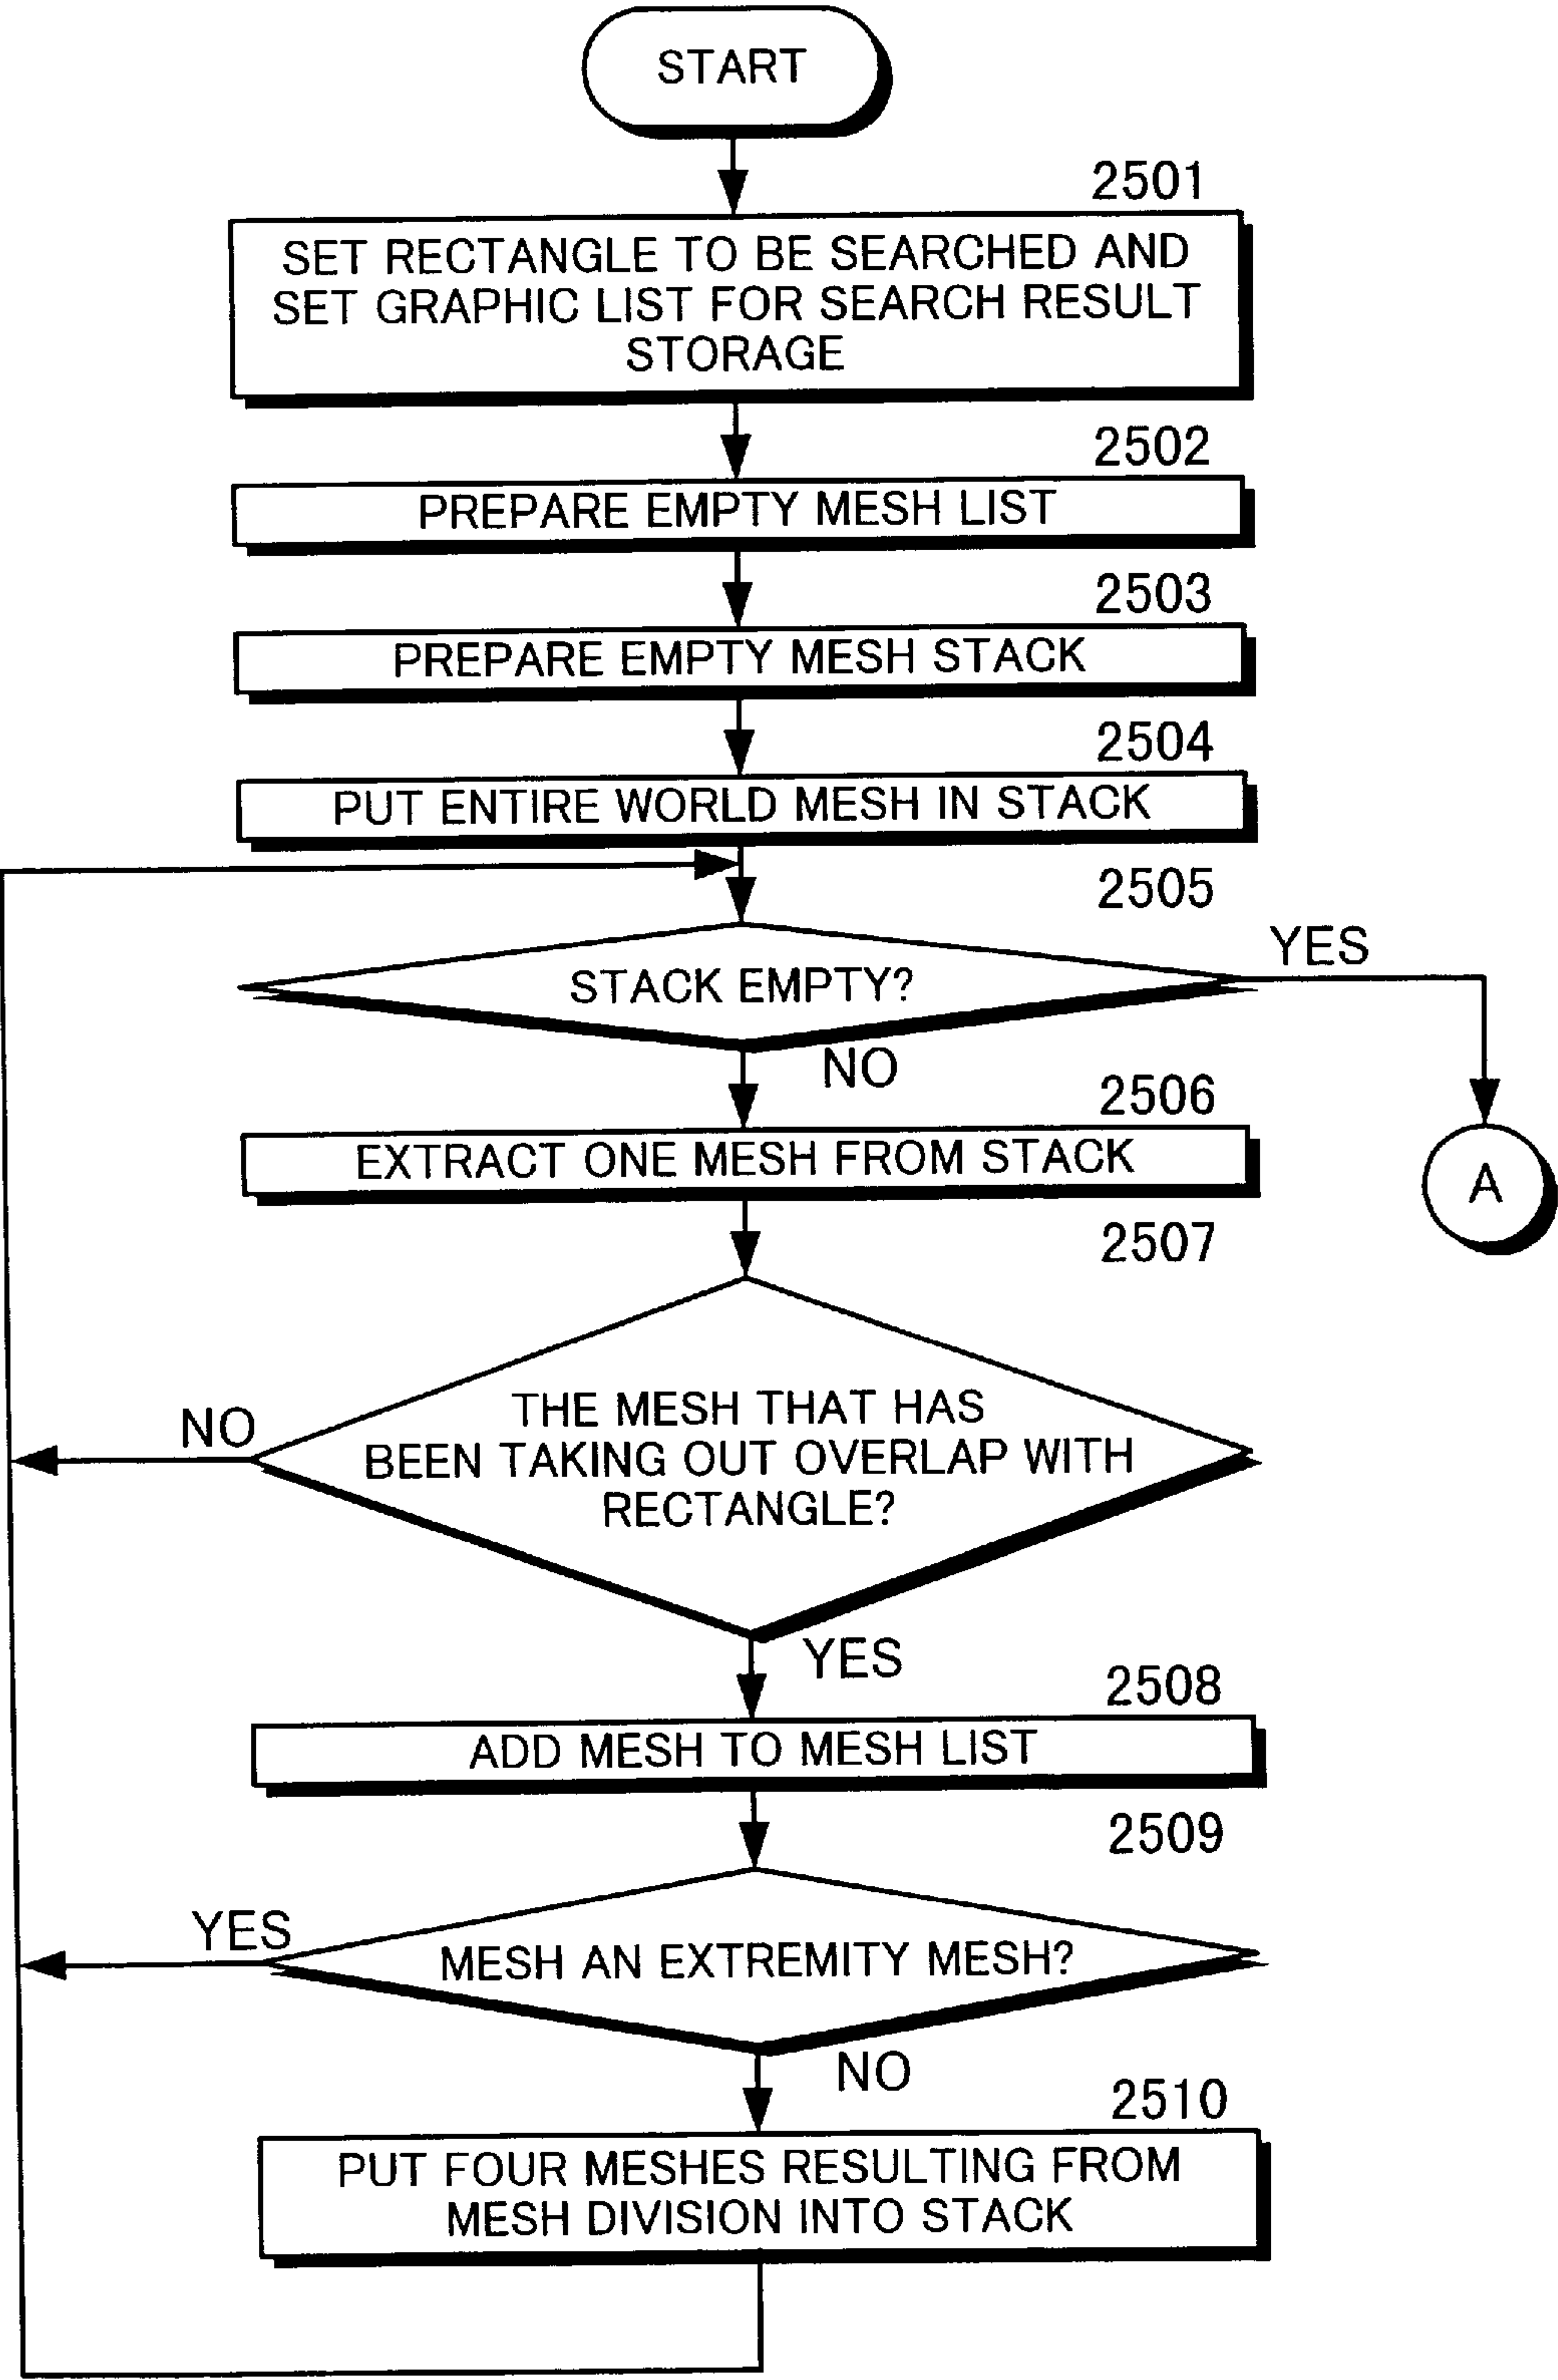 START
2501
SET RECTANGLE TO BE SEARCHED AND
SET GRAPHIC LIST FOR SEARCH RESULT
STORAGE
2502
PREPARE EMPTY MESH LIST
2503
PREPARE EMPTY MESH STACK
2504
PUT ENTIRE WORLD MESH IN STACK
2505
STACK EMPTY?
YES
NO
2506
EXTRACT ONE MESH FROM STACK
A
2507
THE MESH THAT HAS
BEEN TAKING OUT OVERLAP WITH
RECTANGLE?
NO
YES
2508
ADD MESH TO MESH LIST
2509
MESH AN EXTREMITY MESH?
YES
NO
2510
PUT FOUR MESHES RESULTING FROM
MESH DIVISION INTO STACK